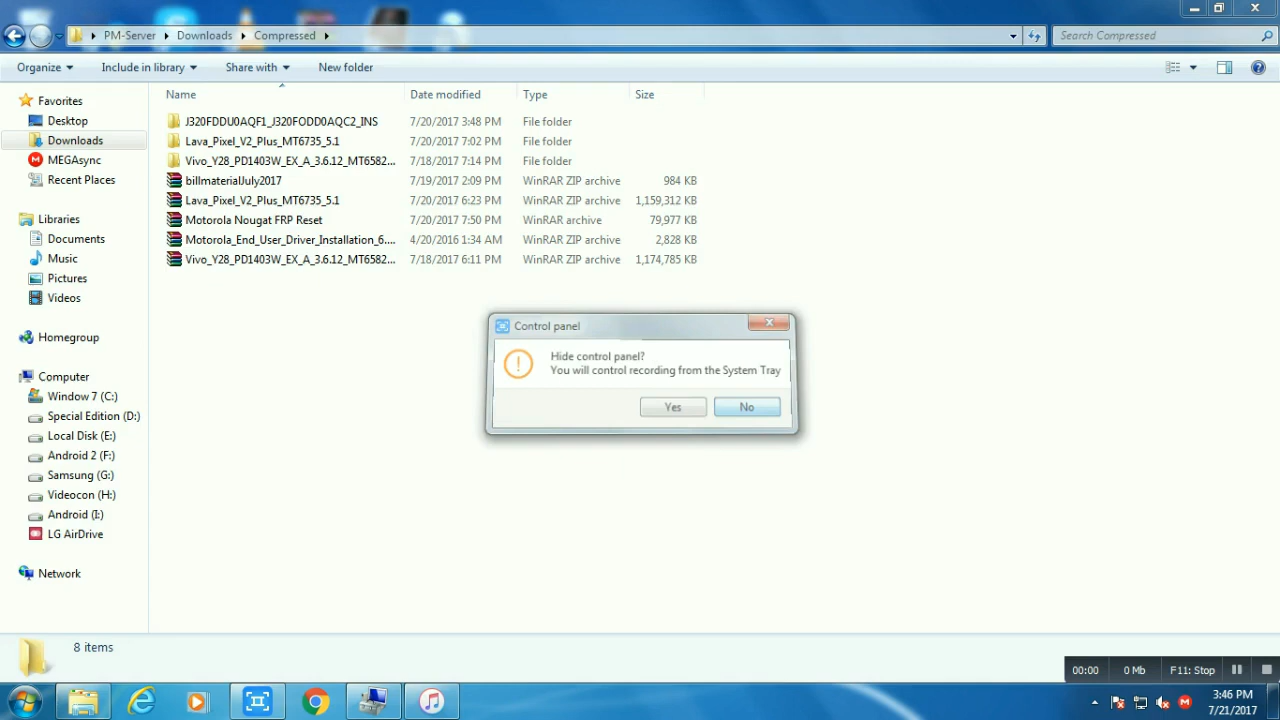 PM-Server Downloads Compressed
Search Compressed
Organize Include in library Share with New folder
Name Date modified Type Size
Favorites
Desktop
Downloads
MEGAsync
Recent Places
Libraries
Documents
Music
Pictures
Videos
Homegroup
Computer
Window 7 (C:)
Special Edition (D:)
Local Disk (E:)
Android 2 (F:)
Samsung (G:)
Videocon (H:)
Android (I:)
LG AirDrive
Network
J320FDDU0AQF1_J320FODD0AQC2_INS 7/20/2017 3:48 PM File folder
Lava_Pixel_V2_Plus_MT6735_5.1 7/20/2017 7:02 PM File folder
Vivo_Y28_PD1403W_EX_A_3.6.12_MT6582... 7/18/2017 7:14 PM File folder
billmaterialJuly2017 7/19/2017 2:09 PM WinRAR ZIP archive 984 KB
Lava_Pixel_V2_Plus_MT6735_5.1 7/20/2017 6:23 PM WinRAR ZIP archive 1,159,312 KB
Motorola Nougat FRP Reset 7/20/2017 7:50 PM WinRAR archive 79,977 KB
Motorola_End_User_Driver_Installation_6.... 4/20/2016 1:34 AM WinRAR ZIP archive 2,828 KB
Vivo_Y28_PD1403W_EX_A_3.6.12_MT6582... 7/18/2017 6:11 PM WinRAR ZIP archive 1,174,785 KB
Control panel
Hide control panel?
You will control recording from the System Tray
Yes No
8 items
00:00 0 Mb F11: Stop
3:46 PM
7/21/2017